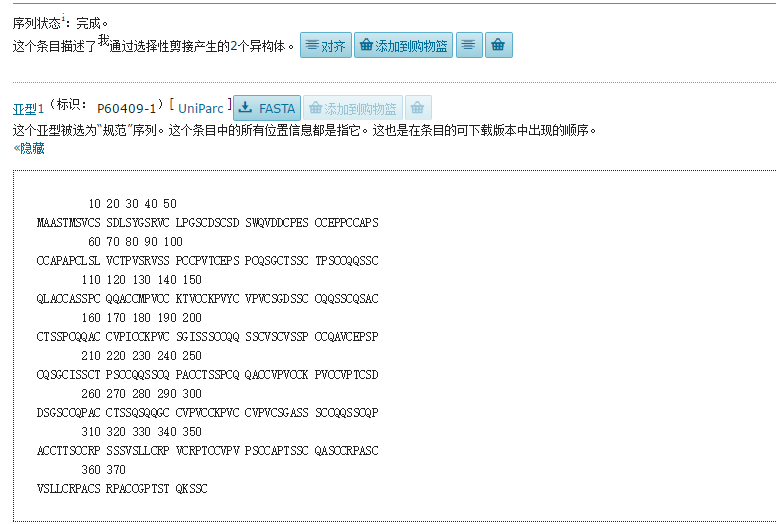 序列状态i：完成。
这个条目描述了我通过选择性剪接产生的2个异构体。 对齐 添加到购物篮
亚型1（标识： P60409-1）[ UniParc ] FASTA 添加到购物篮
这个亚型被选为“规范”序列。这个条目中的所有位置信息都是指它。这也是在条目的可下载版本中出现的顺序。
«隐藏
10 20 30 40 50
MAASTMSVCS SDLSYGSRVC LPGSCDSCSD SWQVDDCPES CCEPPCCAPS
60 70 80 90 100
CCAPAPCLSL VCTPVSRVSS PCCPVTCEPS PCQSGCTSSC TPSCCQQSSC
110 120 130 140 150
QLACCASSPC QQACCMPVCC KTVCCKPVYC VPVCSGDSSC CQQSSCQSAC
160 170 180 190 200
CTSSPCQQAC CVPICCKPVC SGISSSCCQQ SSCVSCVSSP CCQAVCEPSP
210 220 230 240 250
CQSGCISSCT PSCCQQSSCQ PACCTSSPCQ QACCVPVCCK PVCCVPTCSD
260 270 280 290 300
DSGSCCQPAC CTSSQSQQGC CVPVCCKPVC CVPVCSGASS SCCQQSSCQP
310 320 330 340 350
ACCTTSCCRP SSSVSLLCRP VCRPTCCVPV PSCCAPTSSC QASCCRPASC
360 370
VSLLCRPACS RPACCGPTST QKSSC